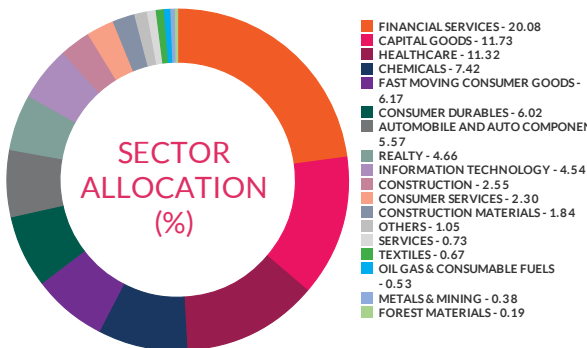 SECTOR
ALLOCATION
(%)
FINANCIAL SERVICES - 20.08
CAPITAL GOODS - 11.73
HEALTHCARE - 11.32
CHEMICALS - 7.42
FAST MOVING CONSUMER GOODS -
6.17
CONSUMER DURABLES - 6.02
AUTOMOBILE AND AUTO COMPONEN
5.57
REALTY - 4.66
INFORMATION TECHNOLOGY - 4.54
CONSTRUCTION - 2.55
CONSUMER SERVICES - 2.30
CONSTRUCTION MATERIALS - 1.84
OTHERS - 1.05
SERVICES - 0.73
TEXTILES - 0.67
OIL GAS & CONSUMABLE FUELS
- 0.53
METALS & MINING - 0.38
FOREST MATERIALS - 0.19